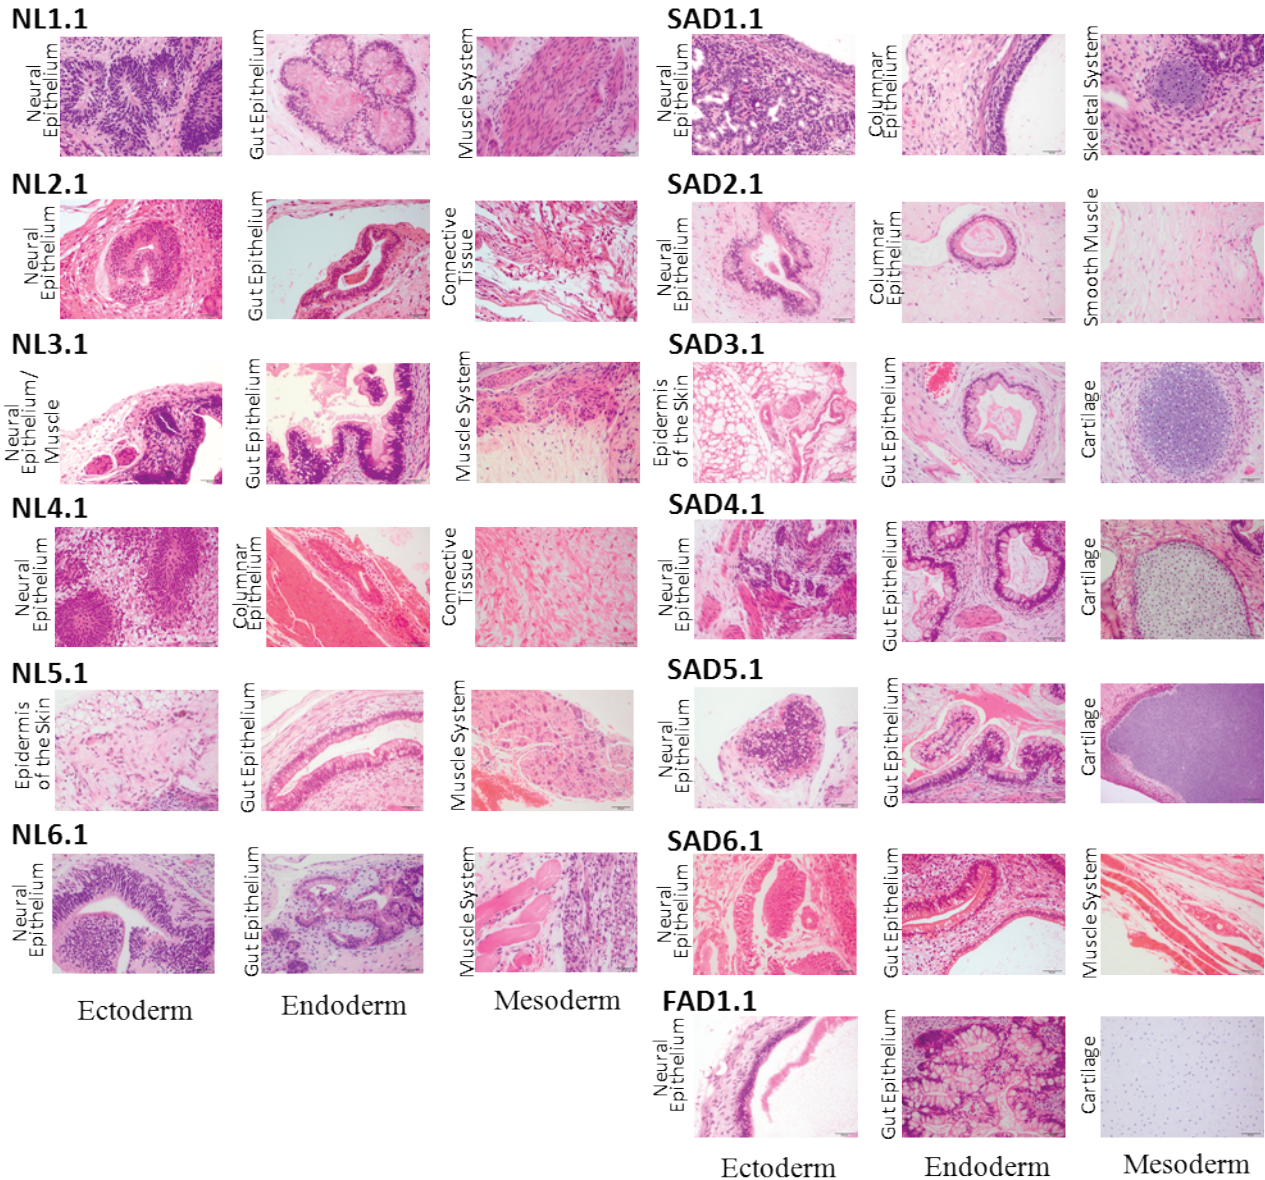 NL1.1
Neural
Epithelium
Gut Epithelium
Muscle System
NL2.1
Neural
Epithelium
Gut Epithelium
Connective
Tissue
NL3.1
Neural
Epithelium/
Muscle
Gut Epithelium
Muscle System
NL4.1
Neural
Epithelium
Columnar
Epithelium
Connective
Tissue
NL5.1
Epidermis
of the Skin
Gut Epithelium
Muscle System
NL6.1
Neural
Epithelium
Gut Epithelium
Muscle System
Ectoderm
Endoderm
Mesoderm
SAD1.1
Neural
Epithelium
Columnar
Epithelium
Skeletal System
SAD2.1
Neural
Epithelium
Columnar
Epithelium
Smooth Muscle
SAD3.1
Epidermis
of the Skin
Gut Epithelium
Cartilage
SAD4.1
Neural
Epithelium
Gut Epithelium
Cartilage
SAD5.1
Neural
Epithelium
Gut Epithelium
Cartilage
SAD6.1
Neural
Epithelium
Gut Epithelium
Muscle System
FAD1.1
Neural
Epithelium
Gut Epithelium
Cartilage
Ectoderm
Endoderm
Mesoderm